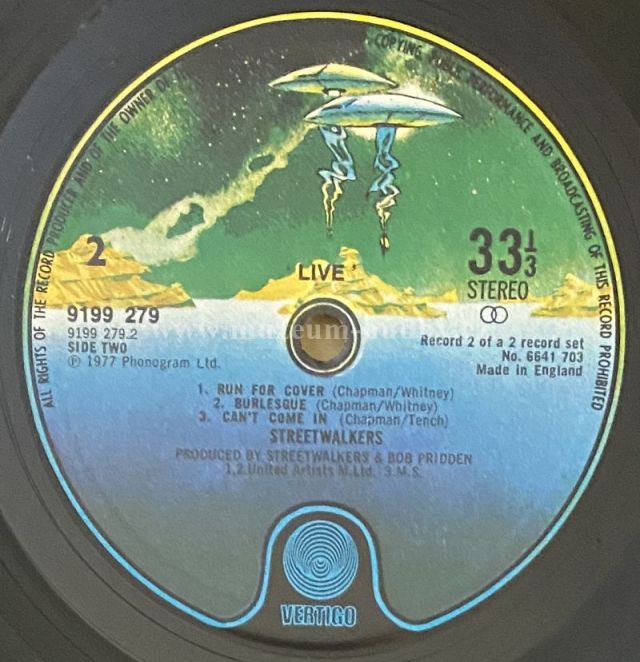 ALL RIGHTS OF THE RECORD PRODUCER AND OF THE OWNER OF
COPYING PUBLIC PERFORMANCE AND BROADCASTING OF THIS RECORD PROHIBITED
2
LIVE
33⅓
STEREO
9199 279
9199 279.2
SIDE TWO
℗ 1977 Phonogram Ltd.
Record 2 of a 2 record set
No. 6641 703
Made in England
1. RUN FOR COVER (Chapman/Whitney)
2. BURLESQUE (Chapman/Whitney)
3. CAN'T COME IN (Chapman/Tench)
STREETWALKERS
PRODUCED BY STREETWALKERS & BOB PRIDDEN
1,2.United Artists M.Ltd. 3.M.S.
VERTIGO